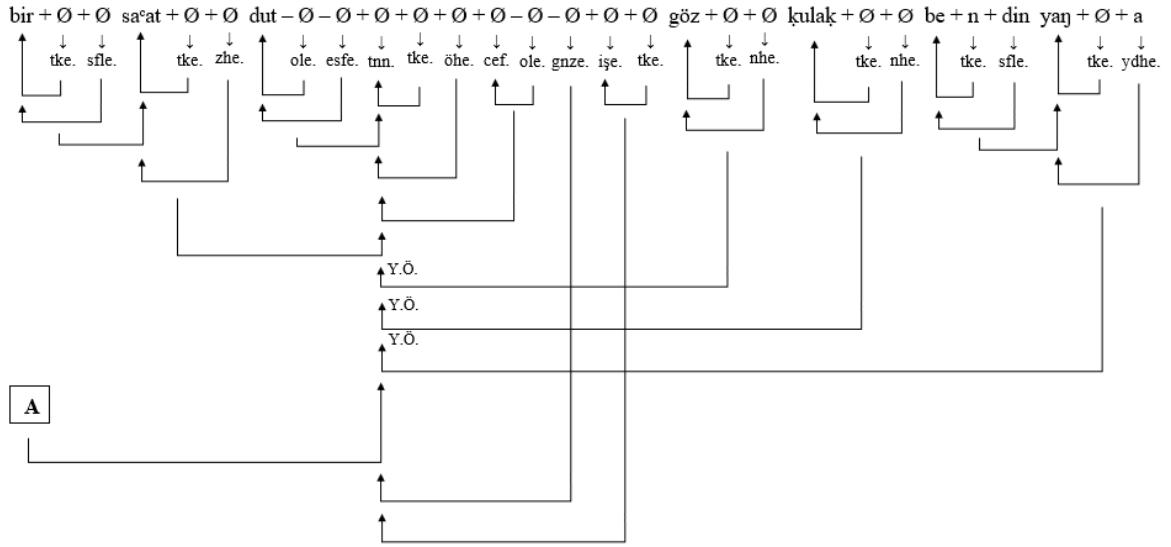 bir + Ø + Ø saᶜat + Ø + Ø dut – Ø – Ø + Ø + Ø + Ø + Ø – Ø – Ø + Ø + Ø göz + Ø + Ø ḳulaḳ + Ø + Ø be + n + din yaŋ + Ø + a
tke. sfle. tke. zhe. ole. esfe. tnn. tke. öhe. cef. ole. gnze. işe. tke. tke. nhe. tke. nhe. tke. sfle. tke. ydhe.
Y.Ö.
Y.Ö.
Y.Ö.
A